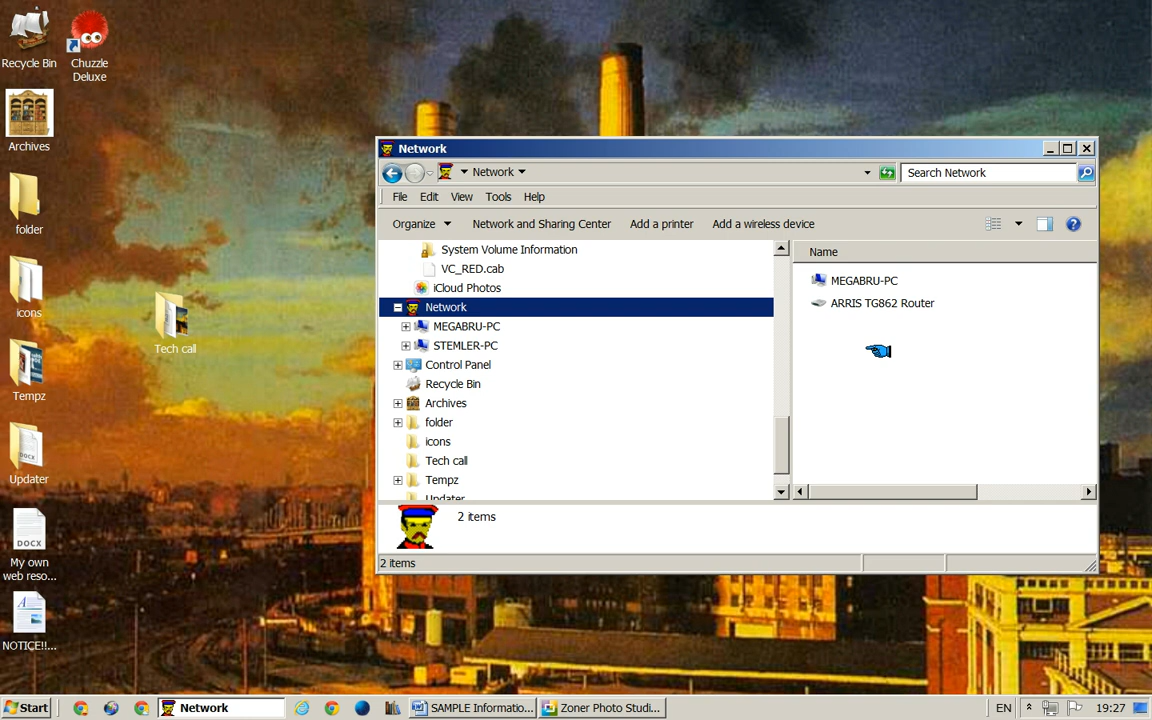 Recycle Bin
Chuzzle
Deluxe
Archives
folder
icons
Tempz
Updater
My own
web reso...
NOTICE!!...
Tech call
Network
Network
Search Network
File Edit View Tools Help
Organize Network and Sharing Center Add a printer Add a wireless device
System Volume Information
VC_RED.cab
iCloud Photos
Network
MEGABRU-PC
STEMLER-PC
Control Panel
Recycle Bin
Archives
folder
icons
Tech call
Tempz
Updater
Name
MEGABRU-PC
ARRIS TG862 Router
2 items
2 items
DOCX
DOCX
Start
Network
SAMPLE Informatio...
Zoner Photo Studi...
EN
19:27